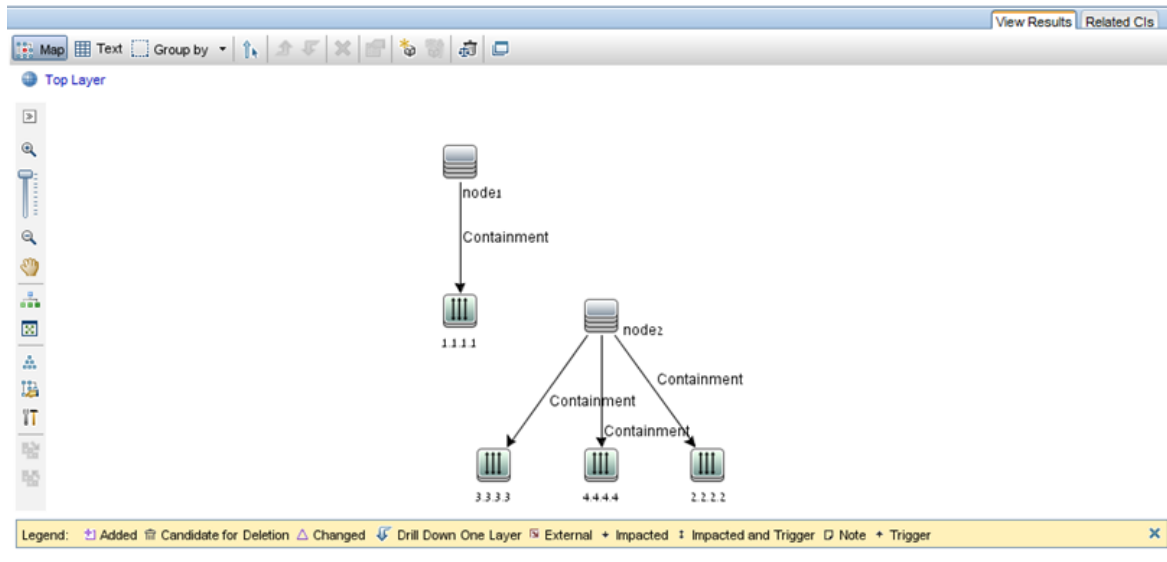 View Results Related CIs
Map Text Group by
Top Layer
node1
Containment
1.1.1.1
node2
Containment
Containment
Containment
3.3.3.3 4.4.4.4 2.2.2.2
Legend: Added Candidate for Deletion Changed Drill Down One Layer External Impacted Impacted and Trigger Note Trigger